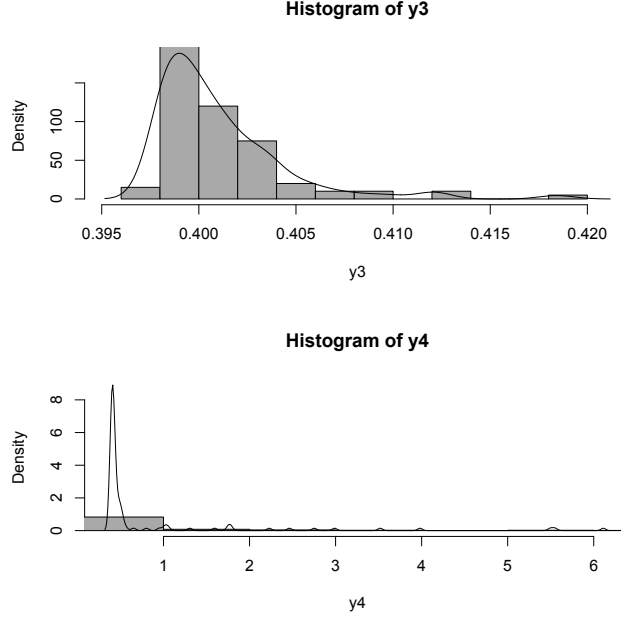 Histogram of y3
Density
0 50 100
0.395 0.400 0.405 0.410 0.415 0.420
y3
Histogram of y4
Density
0 2 4 6 8
1 2 3 4 5 6
y4